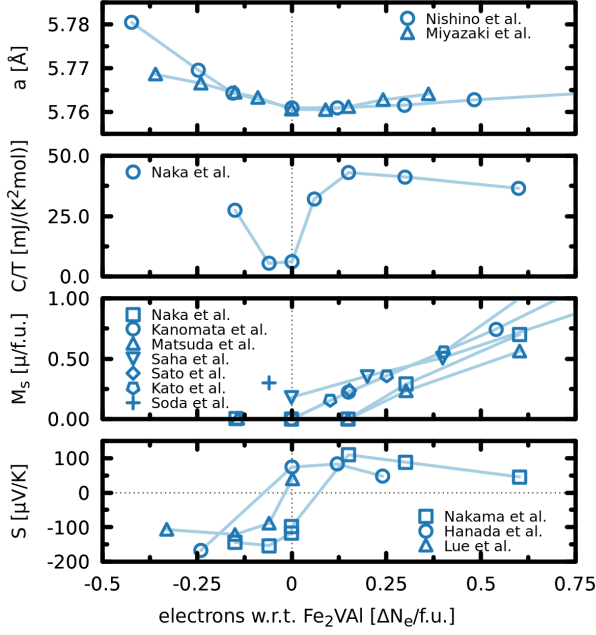 5.78
5.77
5.76
a [Å]
Nishino et al.
Miyazaki et al.
50.0
25.0
0.0
C/T [mJ/(K²mol)]
Naka et al.
1.00
0.50
0.00
Mₛ [μ/f.u.]
Naka et al.
Kanomata et al.
Matsuda et al.
Saha et al.
Sato et al.
Kato et al.
Soda et al.
100
0
-100
-200
S [μV/K]
Nakama et al.
Hanada et al.
Lue et al.
-0.5 -0.25 0 0.25 0.5 0.75
electrons w.r.t. Fe₂VAl [ΔNₑ/f.u.]